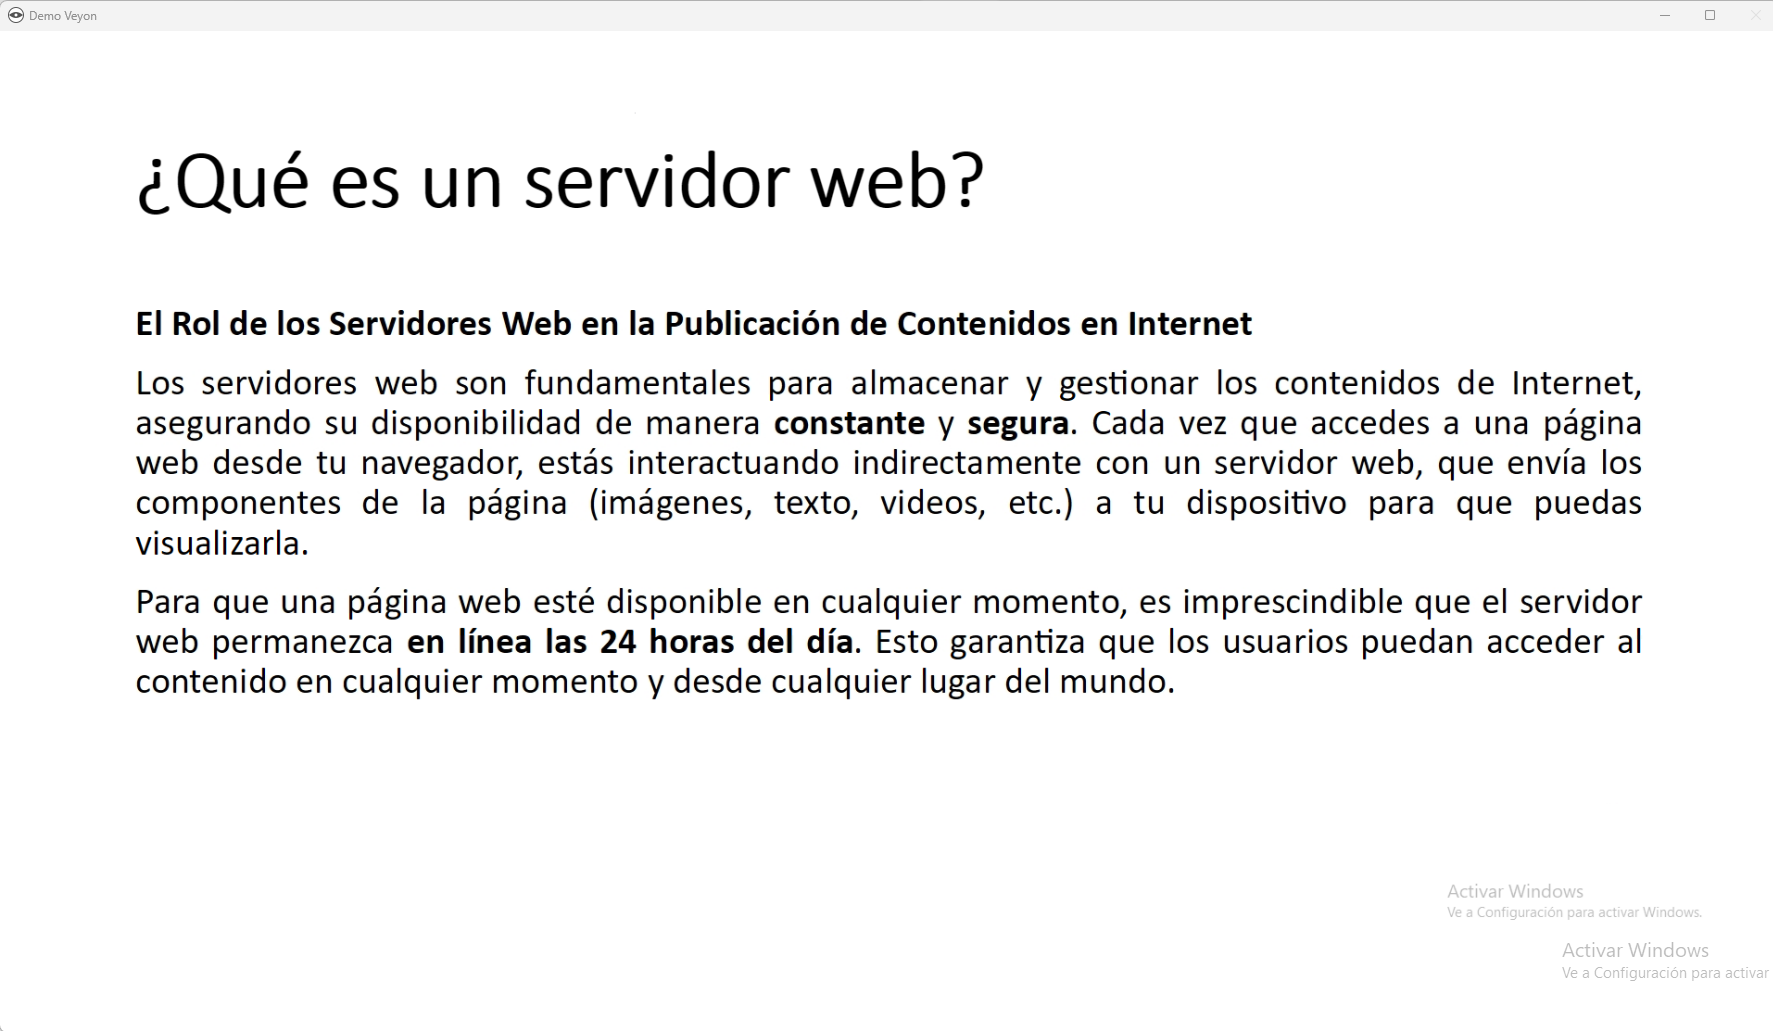 Demo Veyon
¿Qué es un servidor web?
El Rol de los Servidores Web en la Publicación de Contenidos en Internet
Los servidores web son fundamentales para almacenar y gestionar los contenidos de Internet,
asegurando su disponibilidad de manera constante y segura. Cada vez que accedes a una página
web desde tu navegador, estás interactuando indirectamente con un servidor web, que envía los
componentes de la página (imágenes, texto, videos, etc.) a tu dispositivo para que puedas
visualizarla.
Para que una página web esté disponible en cualquier momento, es imprescindible que el servidor
web permanezca en línea las 24 horas del día. Esto garantiza que los usuarios puedan acceder al
contenido en cualquier momento y desde cualquier lugar del mundo.
Activar Windows
Ve a Configuración para activar Windows.
Activar Windows
Ve a Configuración para activar